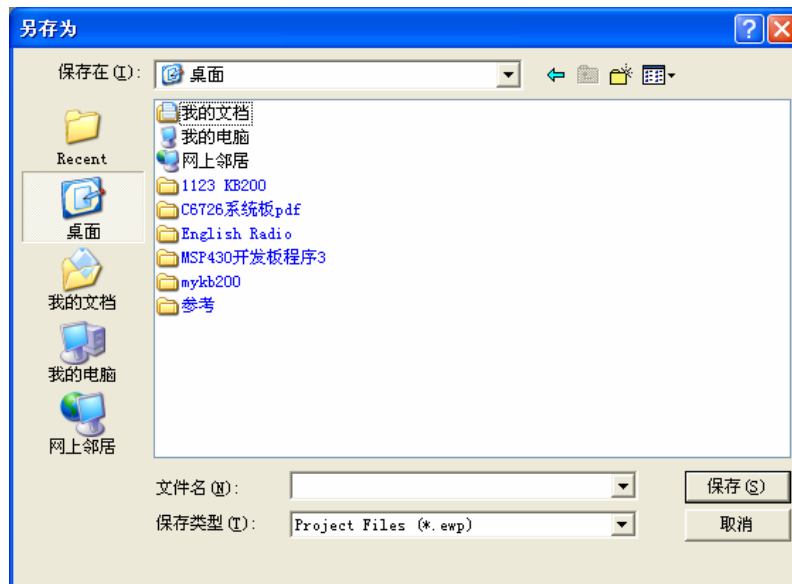 另存为
保存在(I):
桌面
Recent
桌面
我的文档
我的电脑
网上邻居
我的文档
我的电脑
网上邻居
1123 KB200
C6726系统板pdf
English Radio
MSP430开发板程序3
mykb200
参考
文件名(N):
保存(S)
保存类型(T):
Project Files (*.ewp)
取消